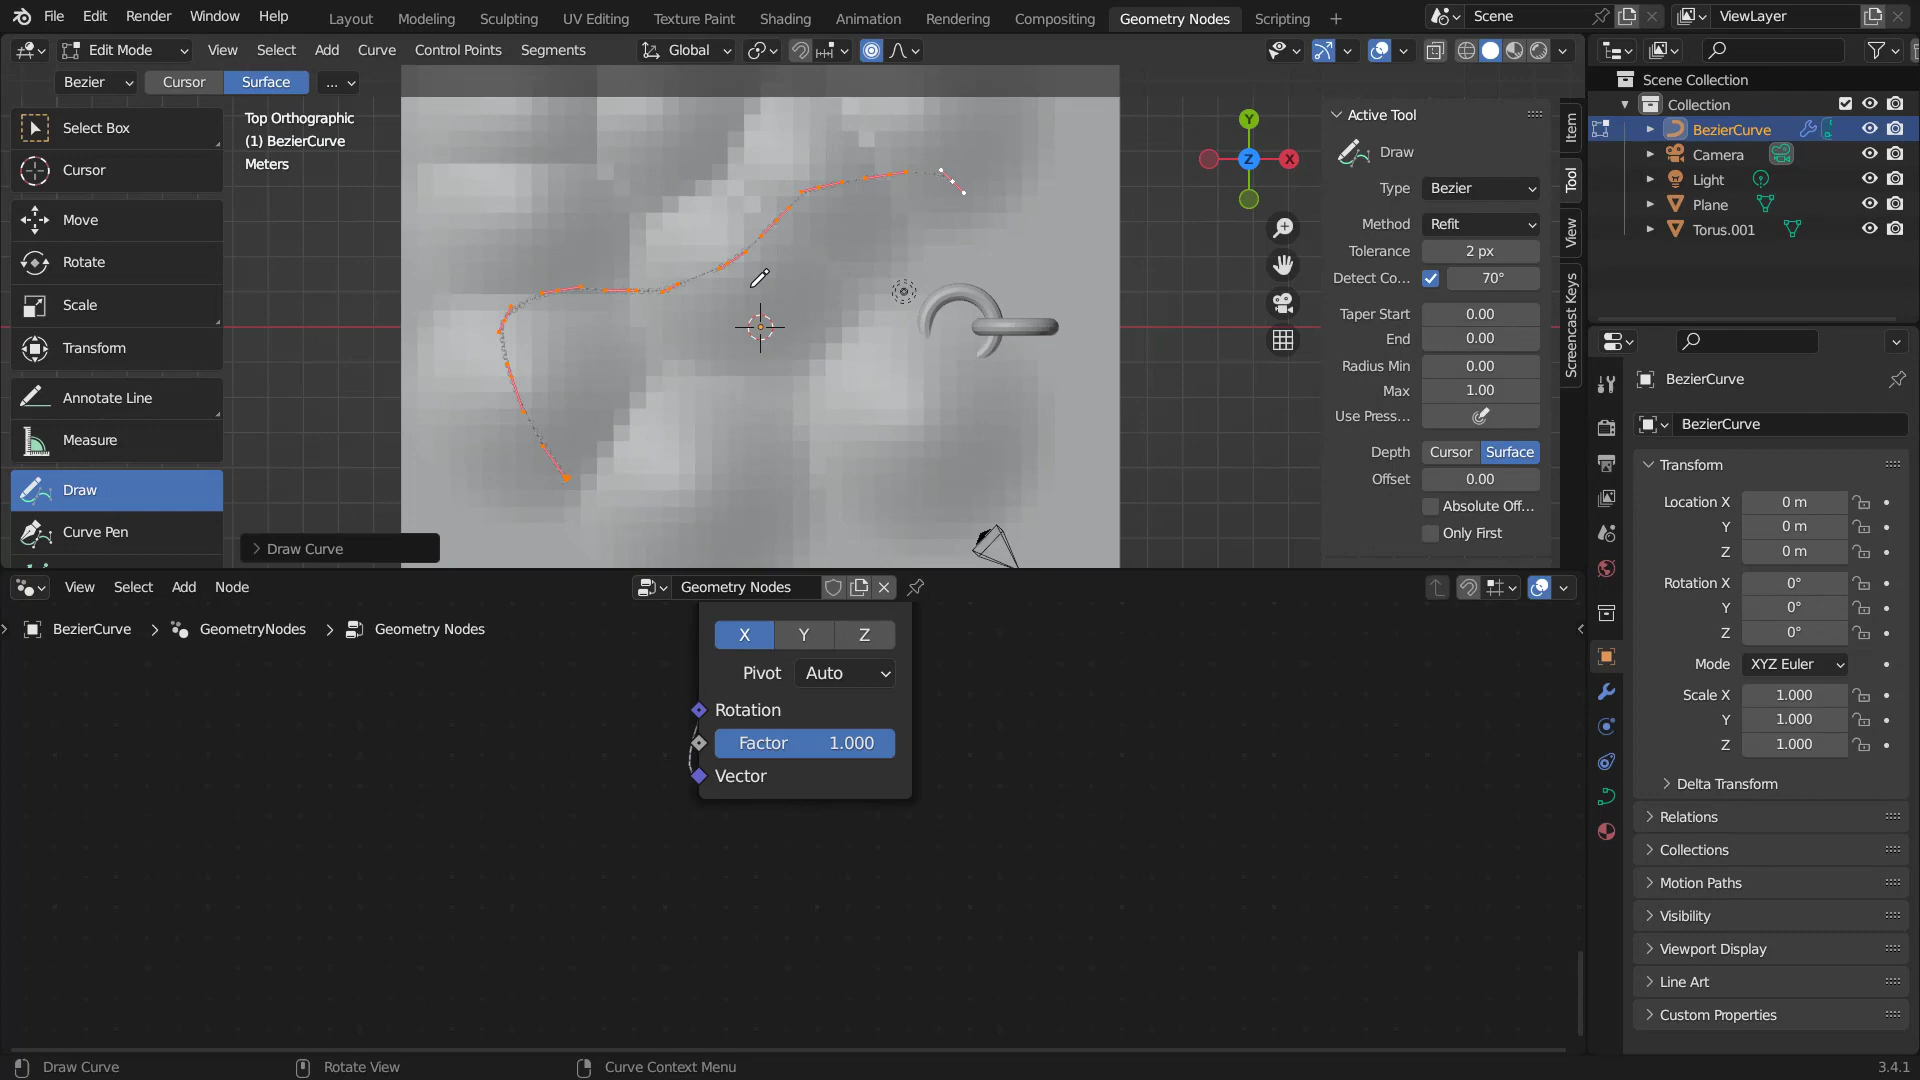 File Edit Render Window Help Layout Modeling Sculpting UV Editing Texture Paint Shading Animation Rendering Compositing Geometry Nodes Scripting + Scene ViewLayer
Edit Mode View Select Add Curve Control Points Segments Global
Bezier Cursor Surface ...
Select Box
Cursor
Move
Rotate
Scale
Transform
Annotate Line
Measure
Draw
Curve Pen
Top Orthographic
(1) BezierCurve
Meters
Draw Curve
Y
Z
X
Active Tool
Draw
Type Bezier
Method Refit
Tolerance 2 px
Detect Co... 70°
Taper Start 0.00
End 0.00
Radius Min 0.00
Max 1.00
Use Press...
Depth Cursor Surface
Offset 0.00
Absolute Off...
Only First
Item
Tool
View
Screencast Keys
Scene Collection
Collection
BezierCurve
Camera
Light
Plane
Torus.001
BezierCurve
BezierCurve
Transform
Location X 0 m
Y 0 m
Z 0 m
Rotation X 0°
Y 0°
Z 0°
Mode XYZ Euler
Scale X 1.000
Y 1.000
Z 1.000
Delta Transform
Relations
Collections
Motion Paths
Visibility
Viewport Display
Line Art
Custom Properties
View Select Add Node Geometry Nodes
BezierCurve > GeometryNodes > Geometry Nodes
X Y Z
Pivot Auto
Rotation
Factor 1.000
Vector
Draw Curve Rotate View Curve Context Menu 3.4.1